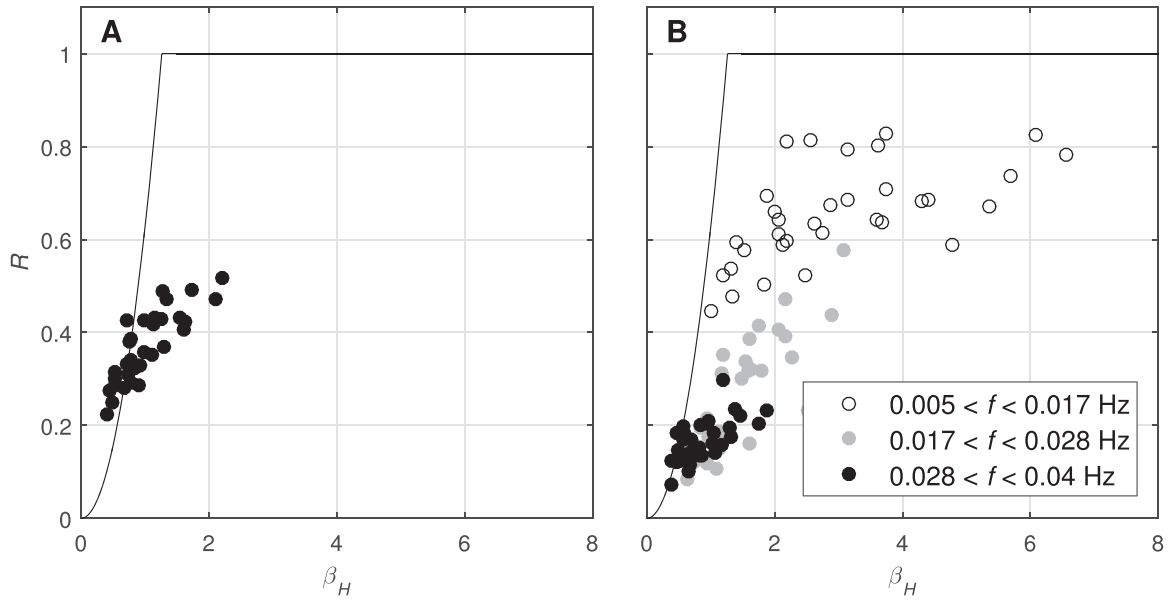 A
B
1
0.8
0.6
0.4
0.2
0
R
0 2 4 6 8
0 2 4 6 8
β_H
β_H
0.005 < f < 0.017 Hz
0.017 < f < 0.028 Hz
0.028 < f < 0.04 Hz